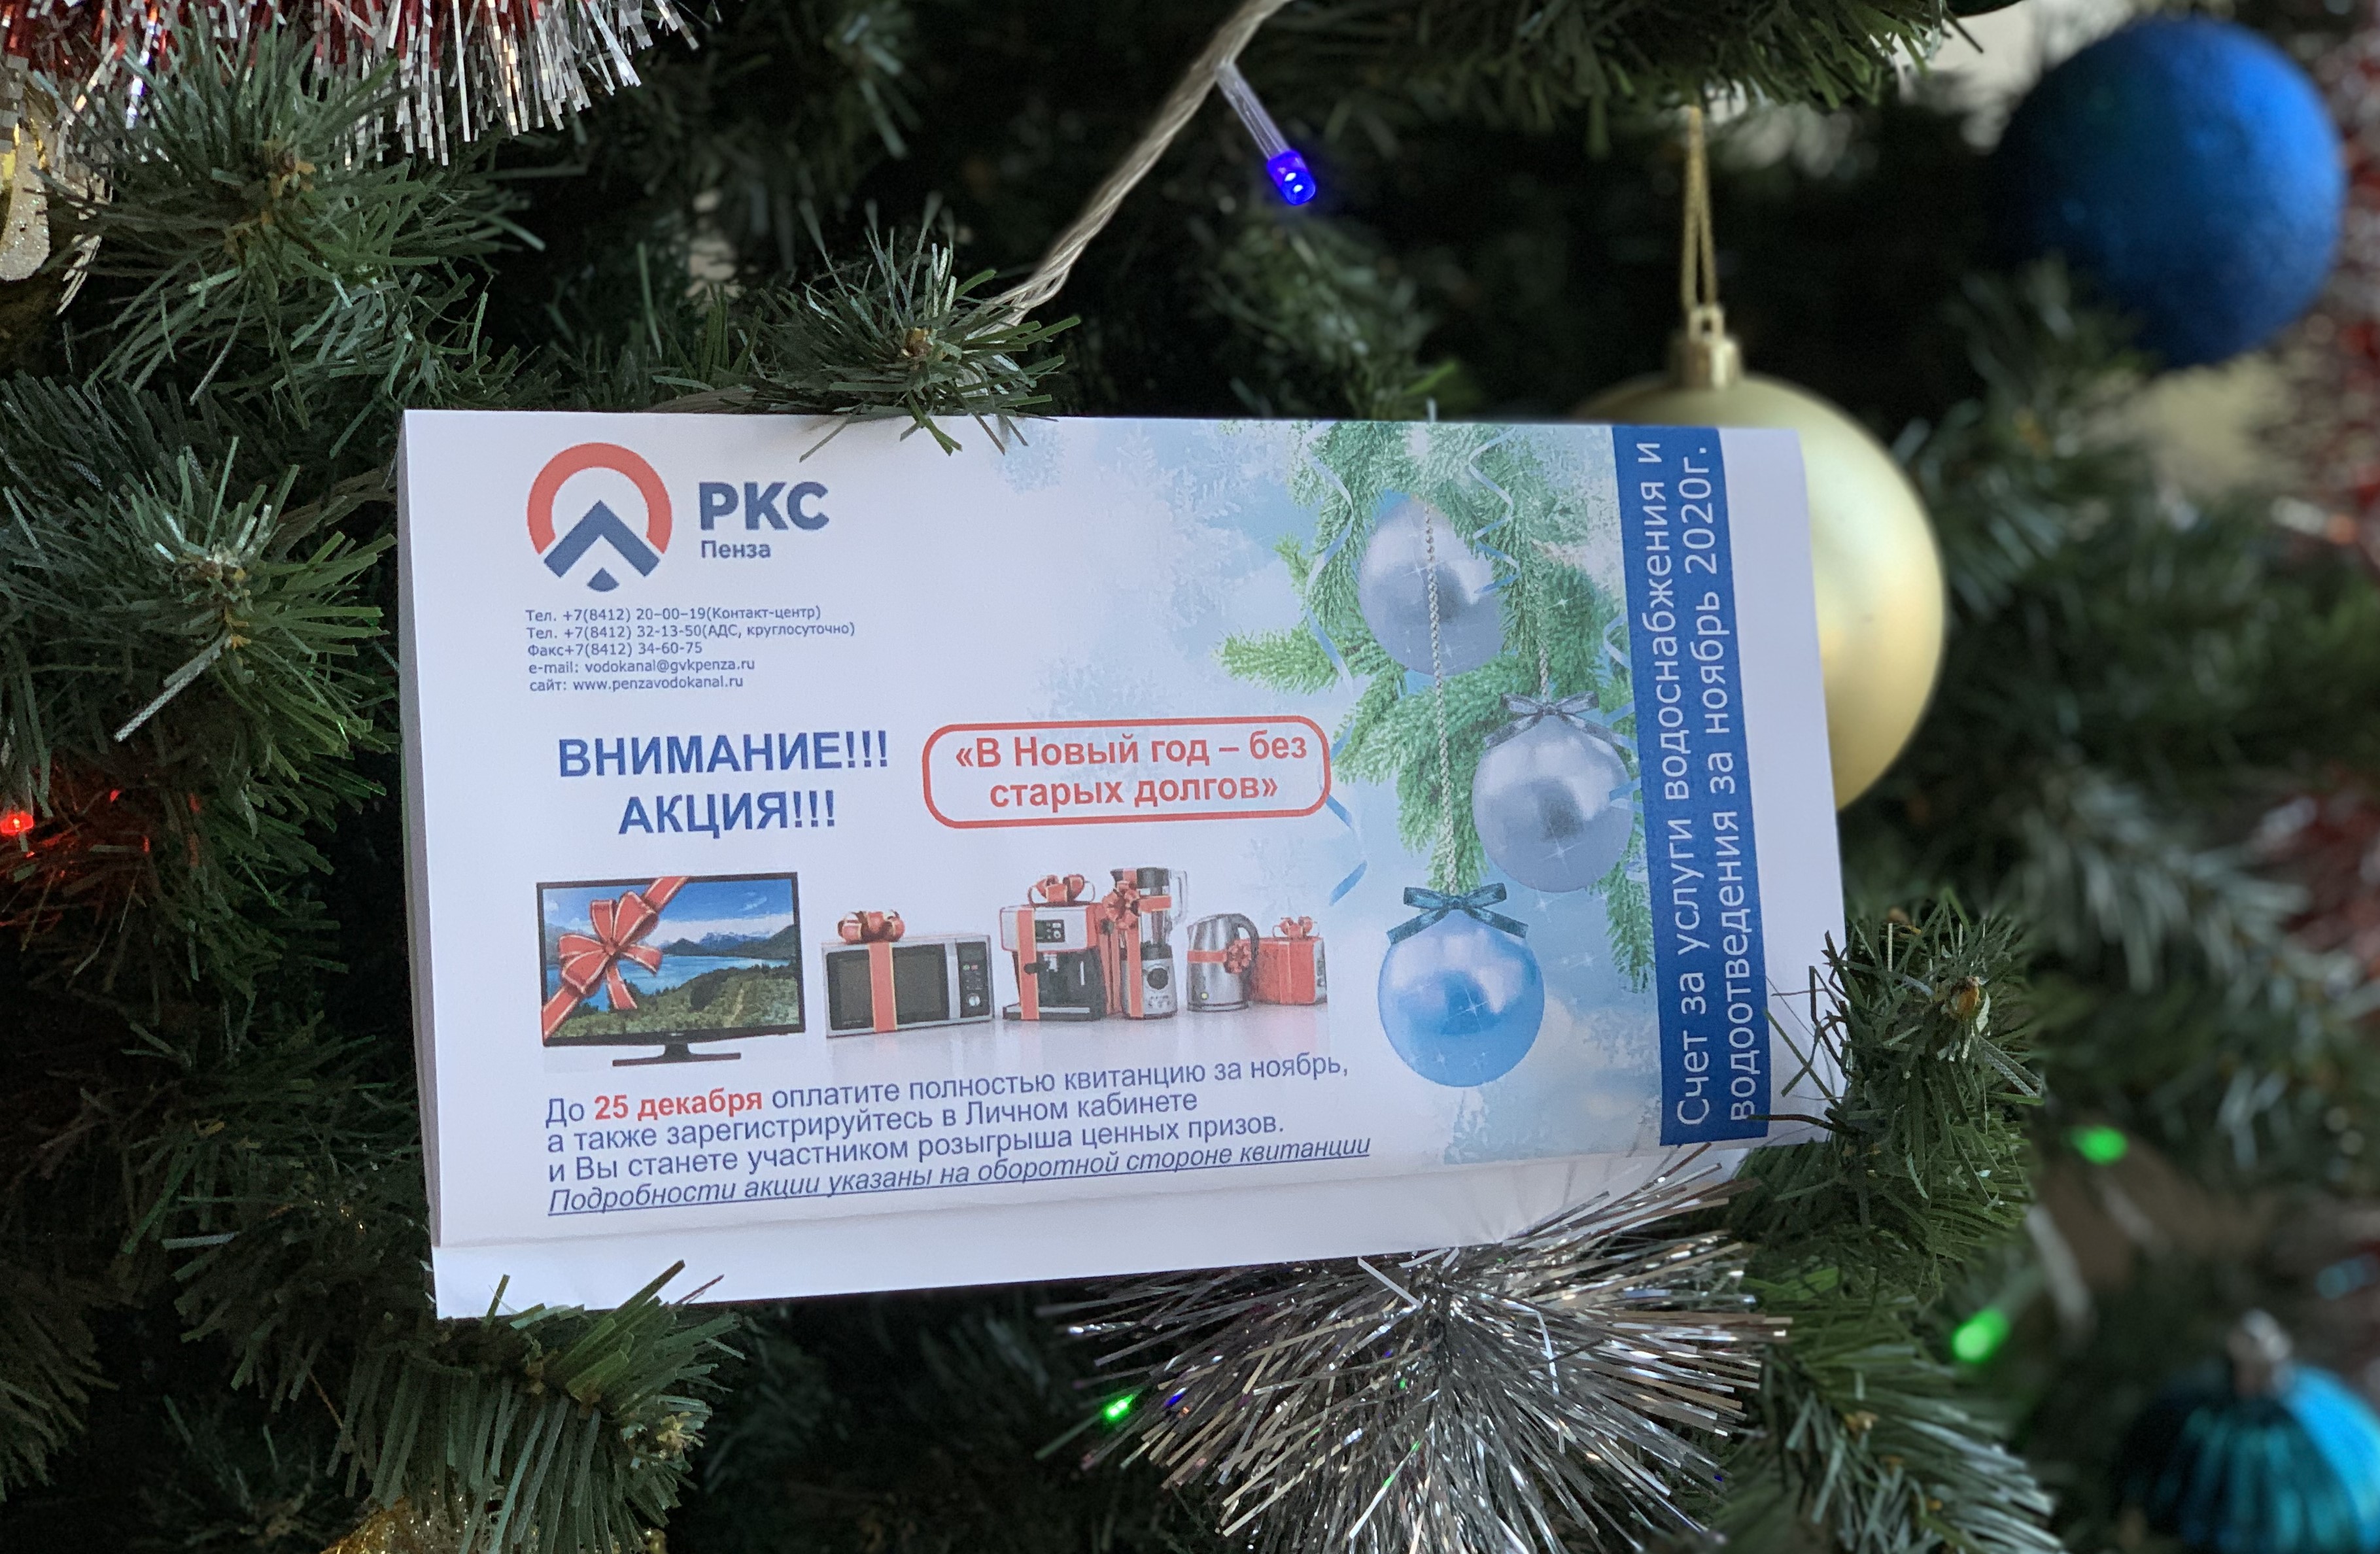 РКС
Пенза
Тел. +7(8412) 20-00-19(Контакт-центр)
Тел. +7(8412) 32-13-50(АДС, круглосуточно)
Факс+7(8412) 34-60-75
e-mail: vodokanal@gvkpenza.ru
сайт: www.penzavodokanal.ru
ВНИМАНИЕ!!!
АКЦИЯ!!!
«В Новый год – без
старых долгов»
До 25 декабря оплатите полностью квитанцию за ноябрь,
а также зарегистрируйтесь в Личном кабинете
и Вы станете участником розыгрыша ценных призов.
Подробности акции указаны на оборотной стороне квитанции
Счет за услуги водоснабжения и
водоотведения за ноябрь 2020г.